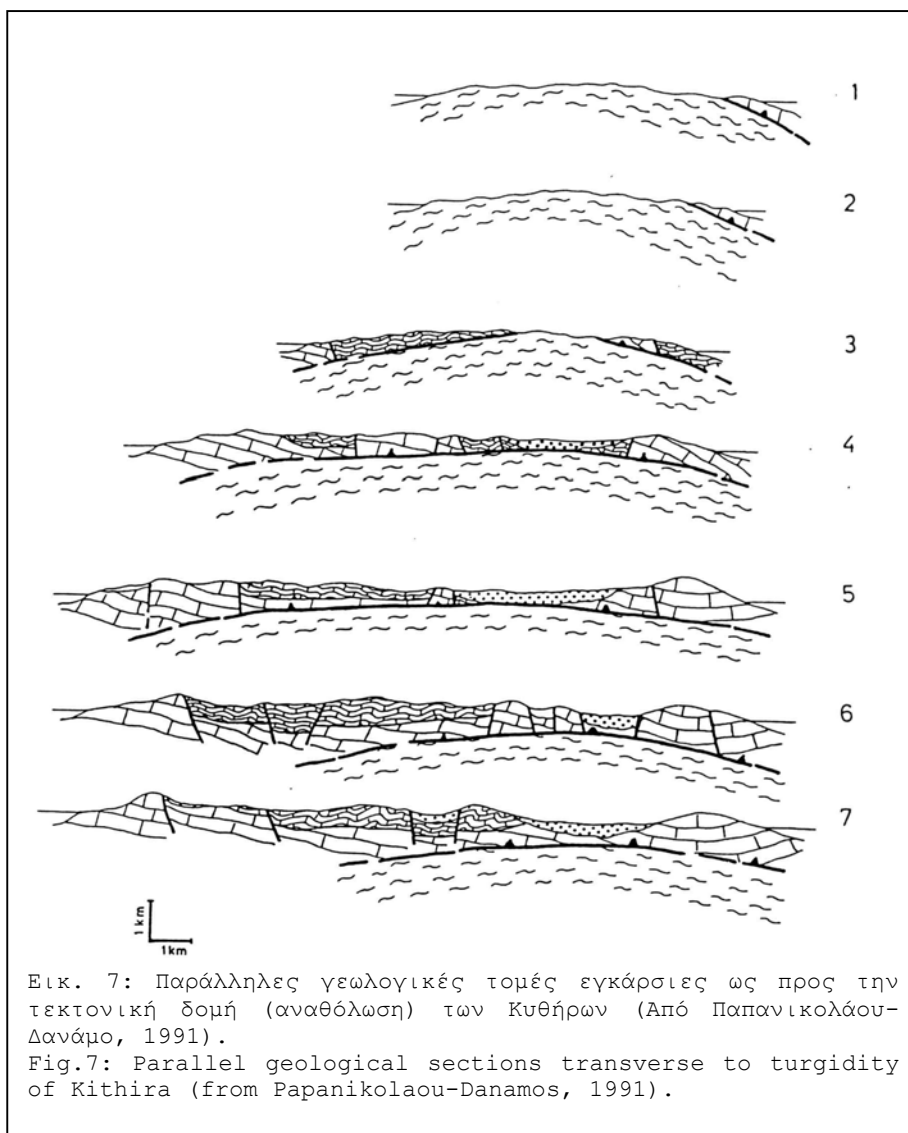 1
2
3
4
5
6
7
1km
1km
Εικ. 7: Παράλληλες γεωλογικές τομές εγκάρσιες ως προς την
τεκτονική δομή (αναθόλωση) των Κυθήρων (Από Παπανικολάου-
Δανάμο, 1991).
Fig.7: Parallel geological sections transverse to turgidity
of Kithira (from Papanikolaou-Danamos, 1991).